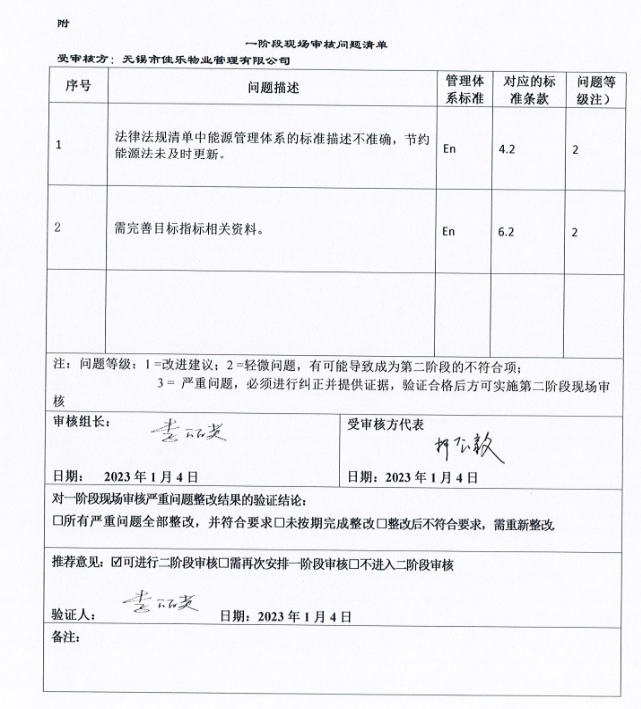 附
一阶段现场审核问题清单
受审核方：无锡市佳乐物业管理有限公司
序号 问题描述 管理体系标准 对应的标准条款 问题等级注）
1 法律法规清单中能源管理体系的标准描述不准确，节约能源法未及时更新。 En 4.2 2
2 需完善目标指标相关资料。 En 6.2 2
注：问题等级：1 =改进建议；2 =轻微问题，有可能导致成为第二阶段的不符合项；
3 = 严重问题，必须进行纠正并提供证据，验证合格后方可实施第二阶段现场审
核
审核组长： 受审核方代表
日期： 2023 年 1 月 4 日 日期：2023 年 1 月 4 日
对一阶段现场审核严重问题整改结果的验证结论：
☐所有严重问题全部整改，并符合要求☐未按期完成整改☐整改后不符合要求，需重新整改
推荐意见：☑可进行二阶段审核☐需再次安排一阶段审核☐不进入二阶段审核
验证人： 日期：2023 年 1 月 4 日
备注：